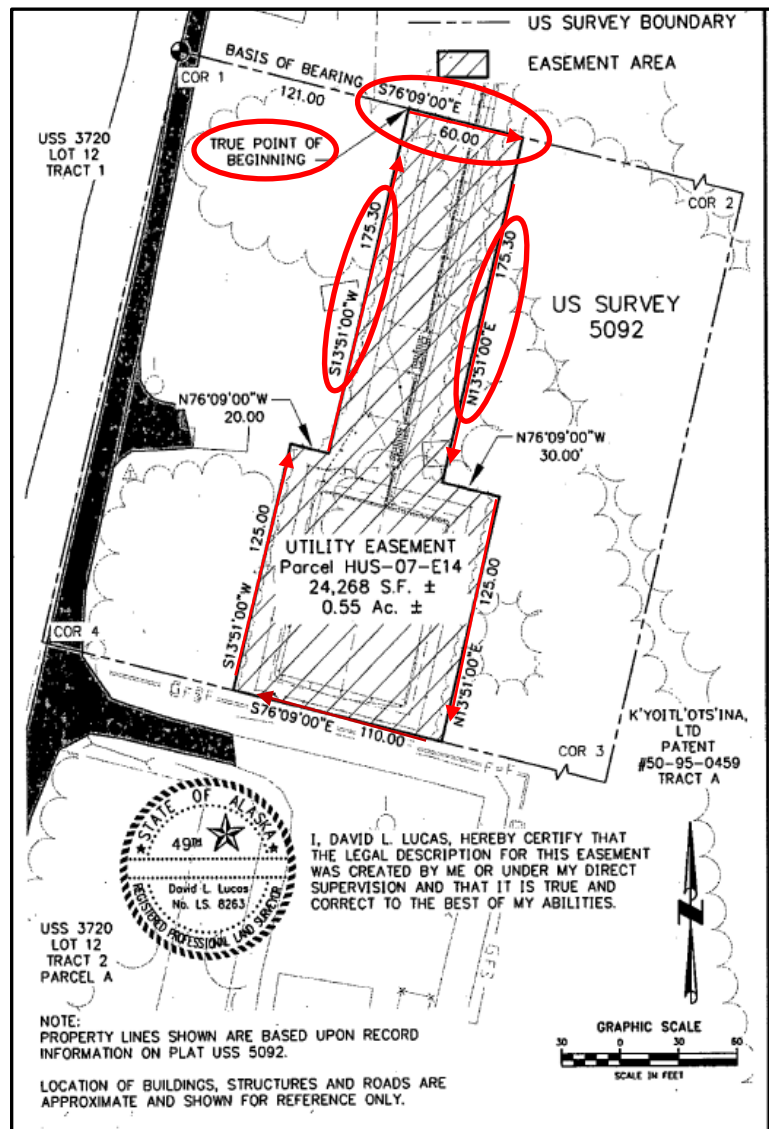 US SURVEY BOUNDARY
EASEMENT AREA
COR 1
BASIS OF BEARING
121.00
S76°09'00"E
60.00
TRUE POINT OF
BEGINNING
USS 3720
LOT 12
TRACT 1
COR 2
175.30
S13°51'00"W
175.30
N13°51'00"E
US SURVEY
5092
N76°09'00"W
20.00
N76°09'00"W
30.00'
125.00
S13°51'00"W
UTILITY EASEMENT
Parcel HUS-07-E14
24,268 S.F. ±
0.55 Ac. ±
125.00
N13°51'00"E
COR 4
S76°09'00"E
110.00
COR 3
K'YOITL'OTS'INA,
LTD
PATENT
#50-95-0459
TRACT A
STATE OF ALASKA
49TH
David L. Lucas
No. LS. 8263
REGISTERED PROFESSIONAL LAND SURVEYOR
I, DAVID L. LUCAS, HEREBY CERTIFY THAT
THE LEGAL DESCRIPTION FOR THIS EASEMENT
WAS CREATED BY ME OR UNDER MY DIRECT
SUPERVISION AND THAT IT IS TRUE AND
CORRECT TO THE BEST OF MY ABILITIES.
USS 3720
LOT 12
TRACT 2
PARCEL A
N
NOTE:
PROPERTY LINES SHOWN ARE BASED UPON RECORD
INFORMATION ON PLAT USS 5092.
LOCATION OF BUILDINGS, STRUCTURES AND ROADS ARE
APPROXIMATE AND SHOWN FOR REFERENCE ONLY.
GRAPHIC SCALE
30 0 30 60
SCALE IN FEET